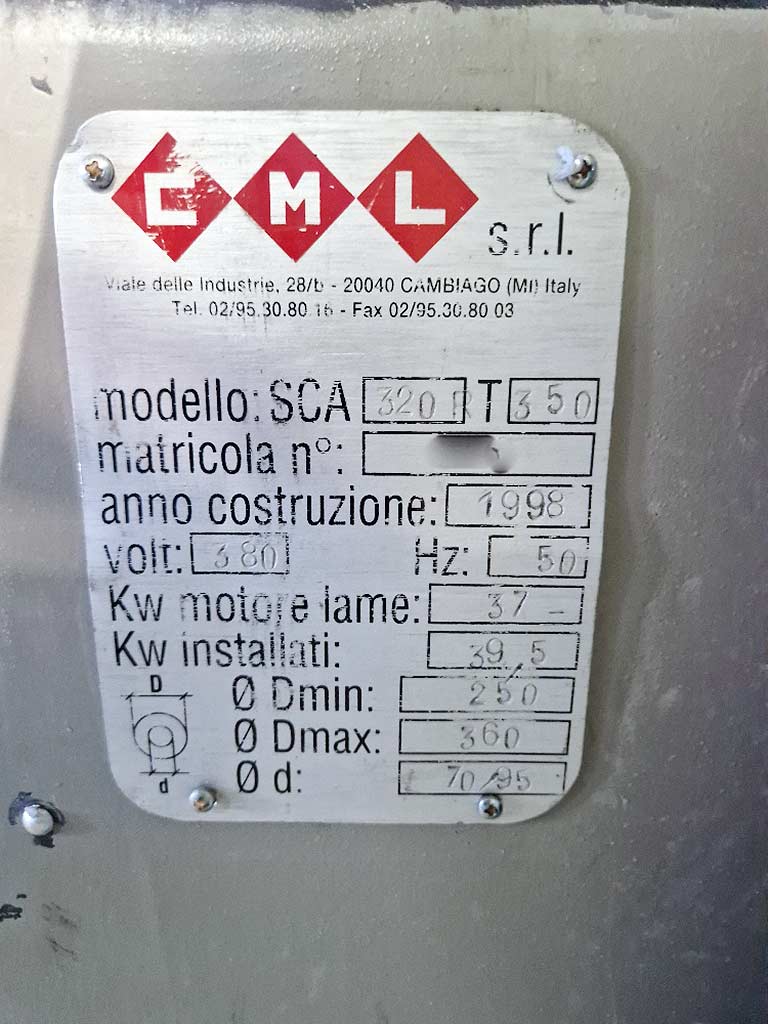 CML s.r.l.
Viale delle Industrie, 28/b - 20040 CAMBIAGO (MI) Italy
Tel. 02/95.30.80.16 - Fax 02/95.30.80 03
modello: SCA 320 R T 350
matricola n°:
anno costruzione: 1998
volt: 380 Hz: 50
Kw motore lame: 37 -
Kw installati: 39,5
D Ø Dmin: 250
Ø Dmax: 360
d Ø d: 70/95